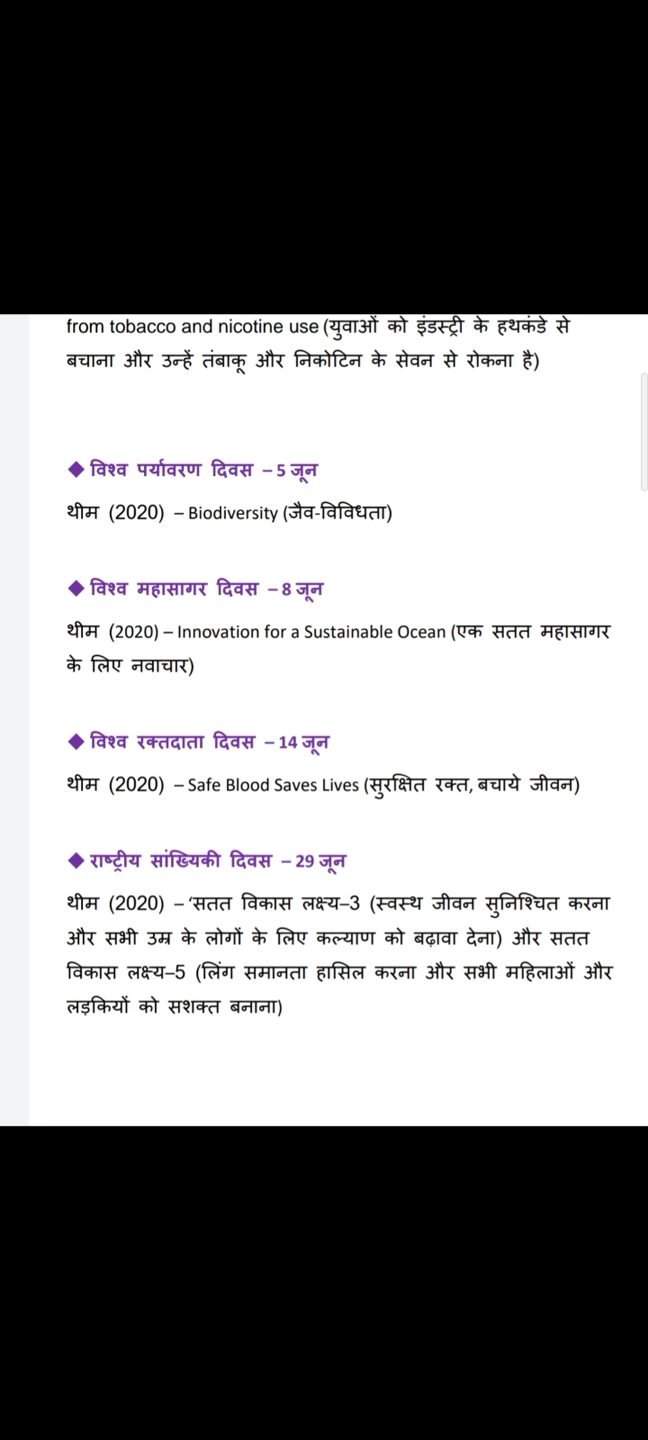 from tobacco and nicotine use (युवाओं को इंडस्ट्री के हथकंडे से
बचाना और उन्हें तंबाकू और निकोटिन के सेवन से रोकना है)
◆ विश्व पर्यावरण दिवस – 5 जून
थीम (2020) – Biodiversity (जैव-विविधता)
◆ विश्व महासागर दिवस – 8 जून
थीम (2020) – Innovation for a Sustainable Ocean (एक सतत महासागर
के लिए नवाचार)
◆ विश्व रक्तदाता दिवस – 14 जून
थीम (2020) – Safe Blood Saves Lives (सुरक्षित रक्त, बचाये जीवन)
◆ राष्ट्रीय सांख्यिकी दिवस – 29 जून
थीम (2020) – ‘सतत विकास लक्ष्य–3 (स्वस्थ जीवन सुनिश्चित करना
और सभी उम्र के लोगों के लिए कल्याण को बढ़ावा देना) और सतत
विकास लक्ष्य–5 (लिंग समानता हासिल करना और सभी महिलाओं और
लड़कियों को सशक्त बनाना)